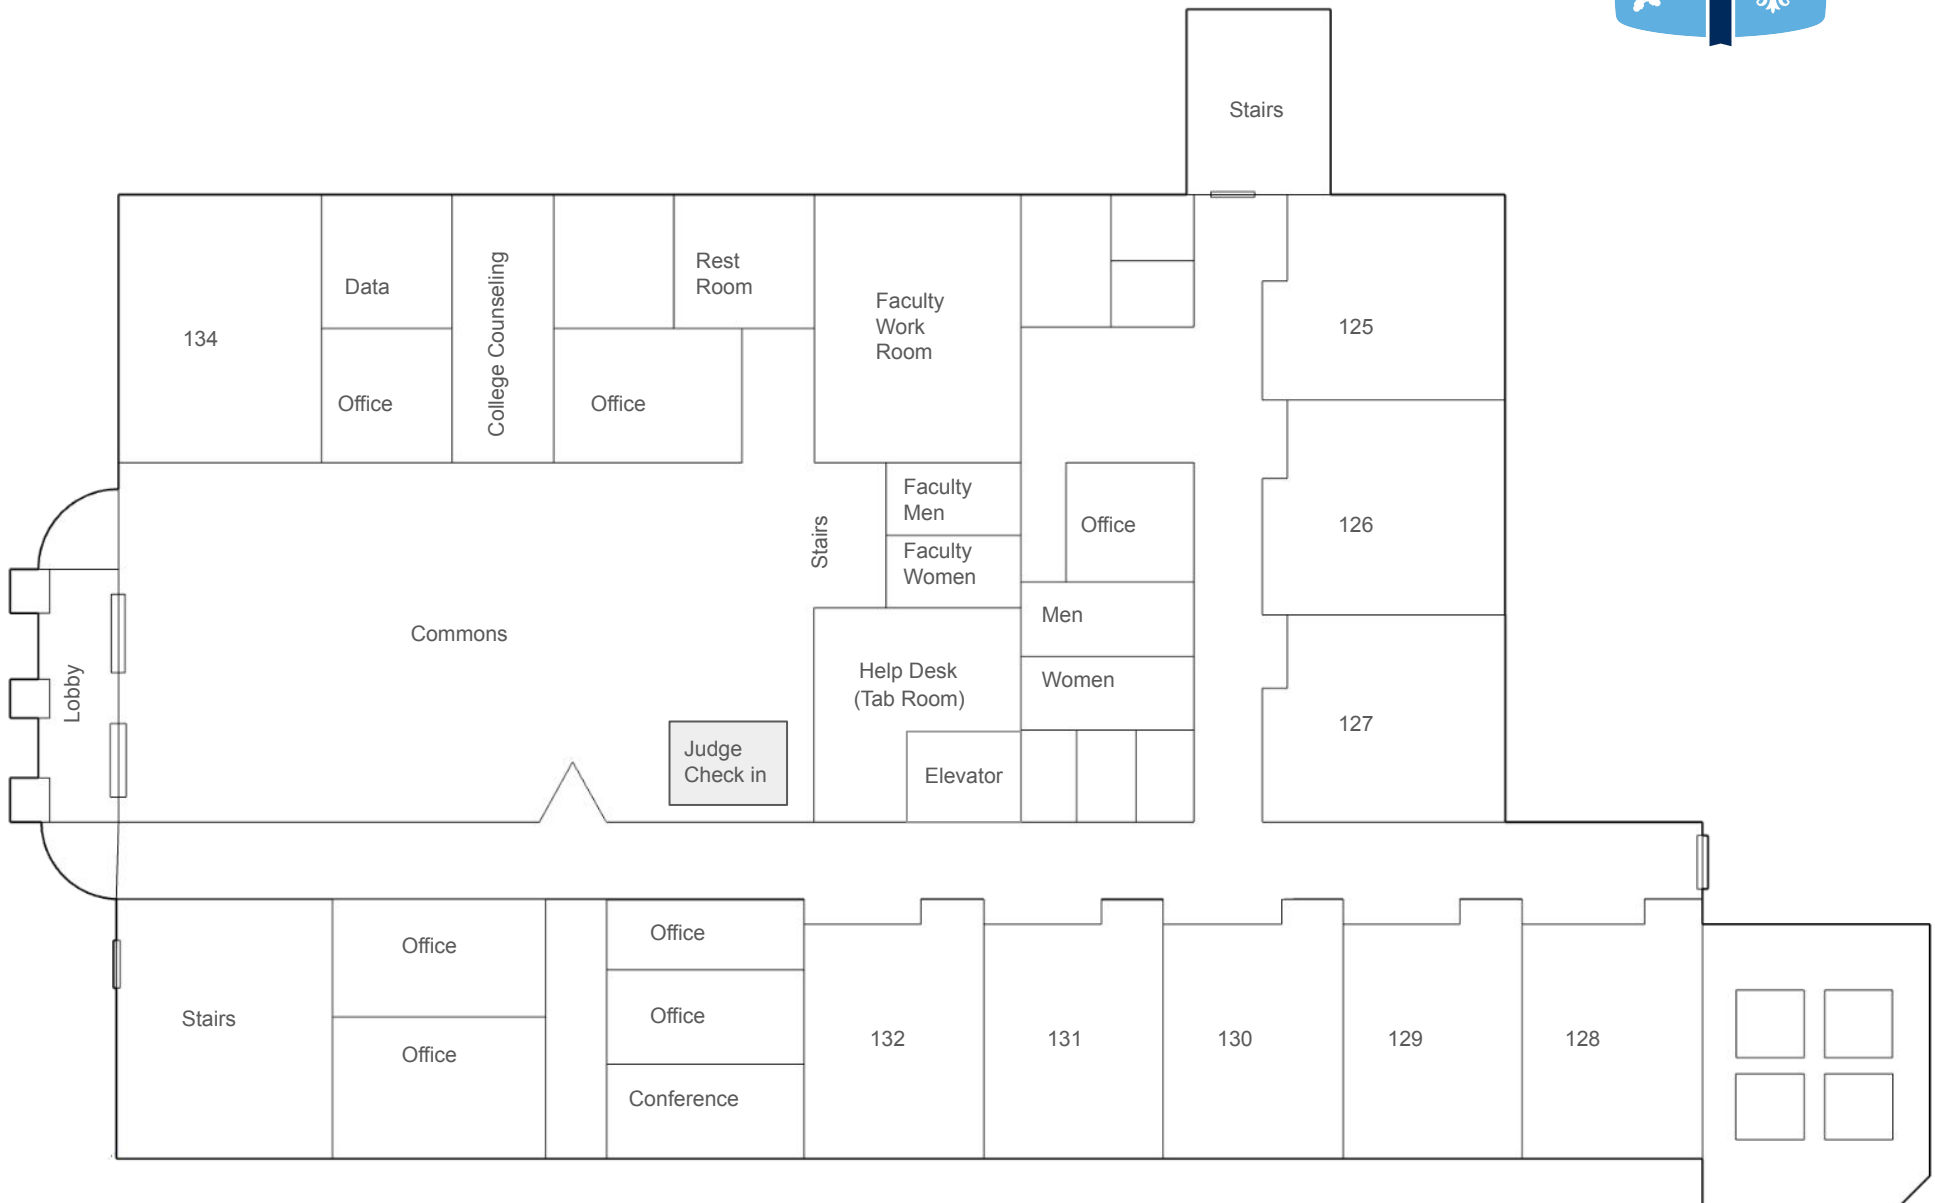 Stairs
134
Data
Office
College Counseling
Office
Rest
Room
Faculty
Work
Room
125
126
127
Faculty
Men
Faculty
Women
Stairs
Office
Men
Women
Commons
Lobby
Help Desk
(Tab Room)
Judge
Check in
Elevator
Stairs
Office
Office
Office
Office
Conference
132
131
130
129
128